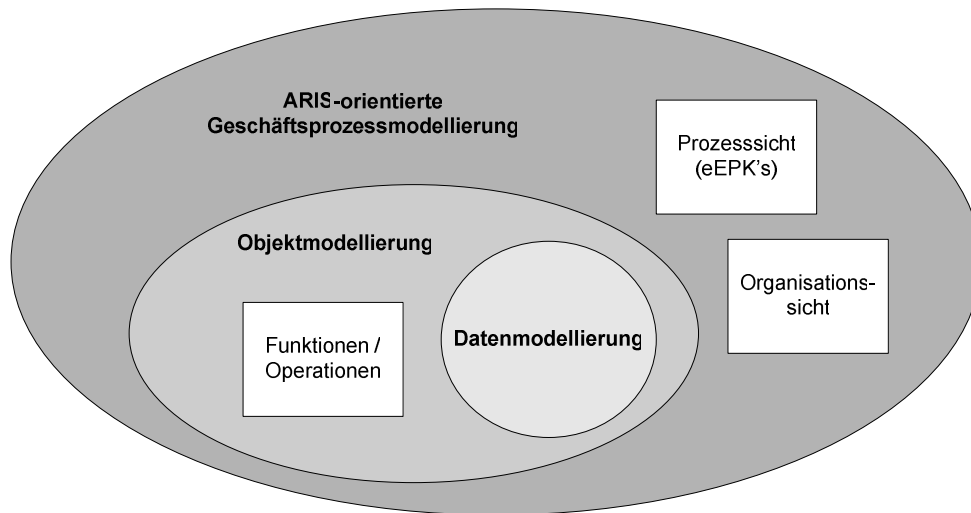 ARIS-orientierte
Geschäftsprozessmodellierung
Prozesssicht
(eEPK's)
Objektmodellierung
Organisations-
sicht
Datenmodellierung
Funktionen /
Operationen